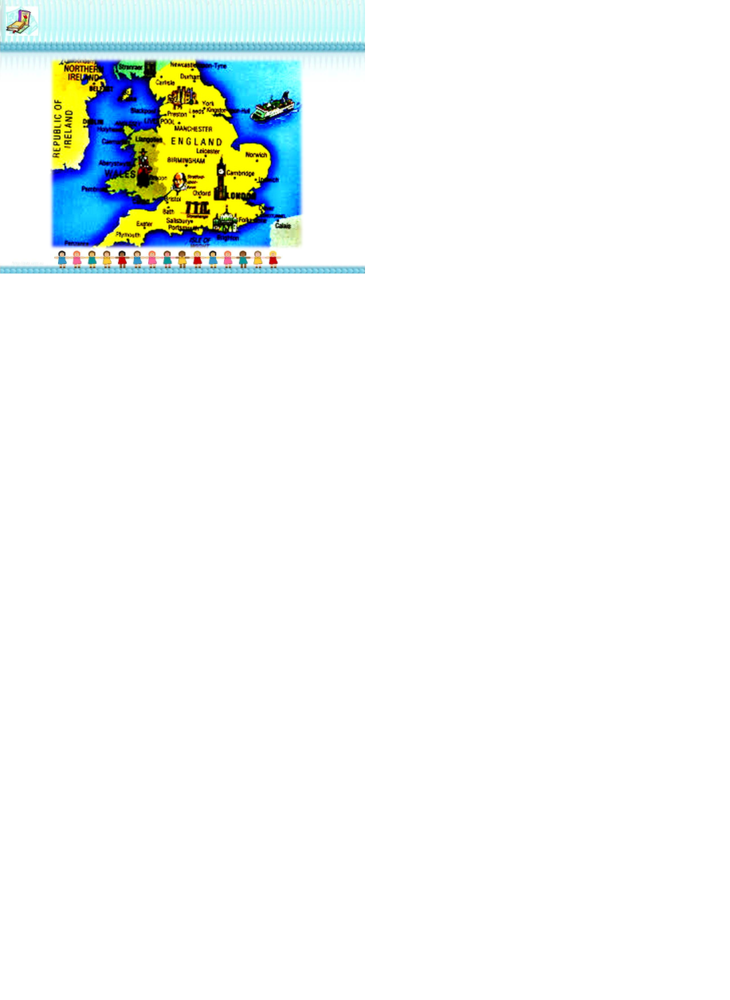 Newcastle-upon-Tyne
Stranraer
NORTHERN
IRELAND
Durham
Carlisle
BELFAST
York
Blackpool
Leeds
Kingston-upon-Hull
Preston
REPUBLIC OF
IRELAND
DUBLIN
LIVERPOOL
Holyhead
MANCHESTER
Llangollen
ENGLAND
Leicester
Norwich
Aberystwyth
BIRMINGHAM
WALES
Cambridge
Ipswich
Oxford
LONDON
Bristol
Bath
Dover
Stonehenge
Exeter
Salisbury
Folkestone
Calais
Portsmouth
Plymouth
Brighton
ISLE OF
Penzance